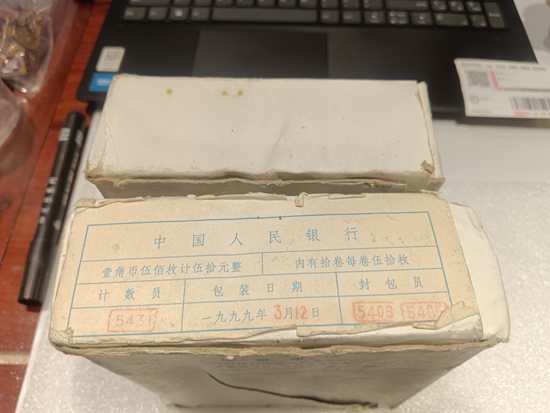 中国人民银行
壹角币伍佰枚计伍拾元整 内有拾卷每卷伍拾枚
计数员 包装日期 封包员
一九九九年3月12日 5403